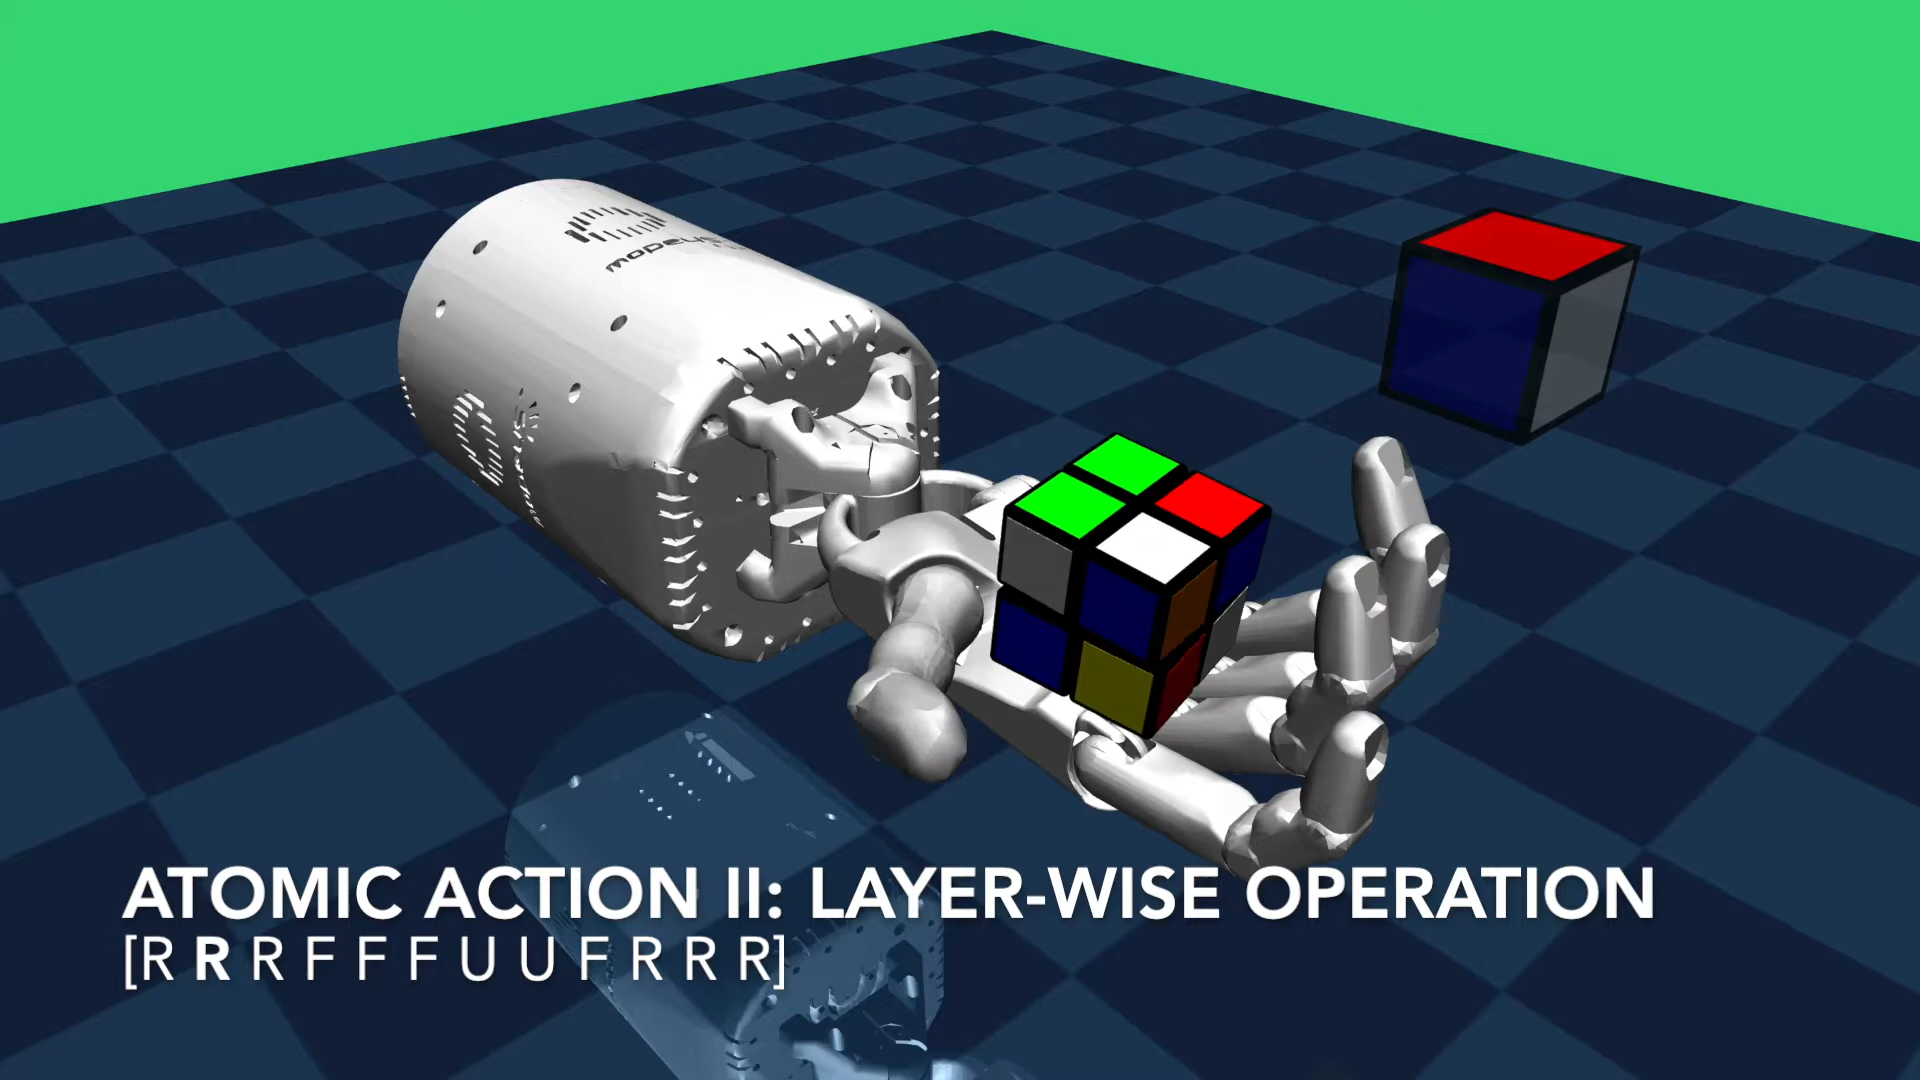 ATOMIC ACTION II: LAYER-WISE OPERATION
[R R R F F F U U F R R R]